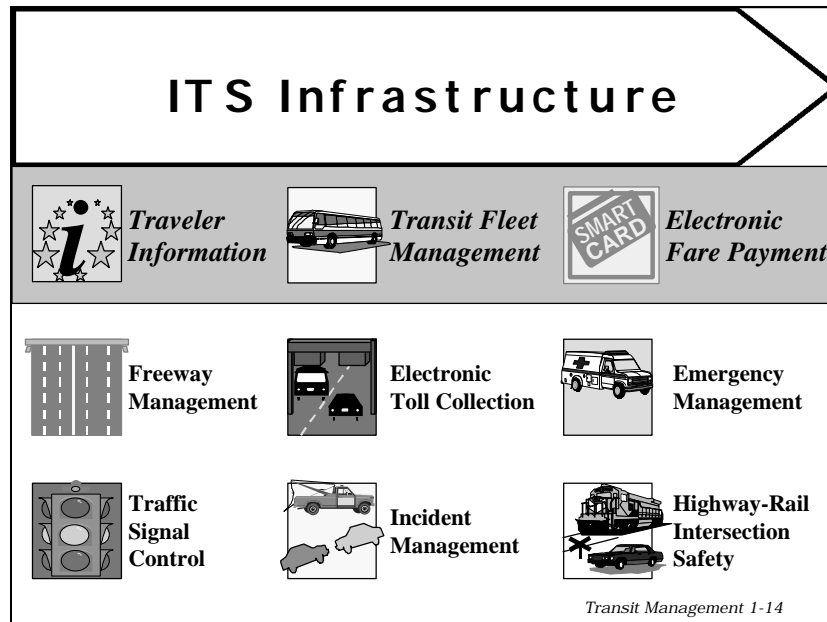 ITS Infrastructure
Traveler
Information
Transit Fleet
Management
SMART
CARD
Electronic
Fare Payment
Freeway
Management
Electronic
Toll Collection
Emergency
Management
Traffic
Signal
Control
Incident
Management
Highway-Rail
Intersection
Safety
Transit Management 1-14